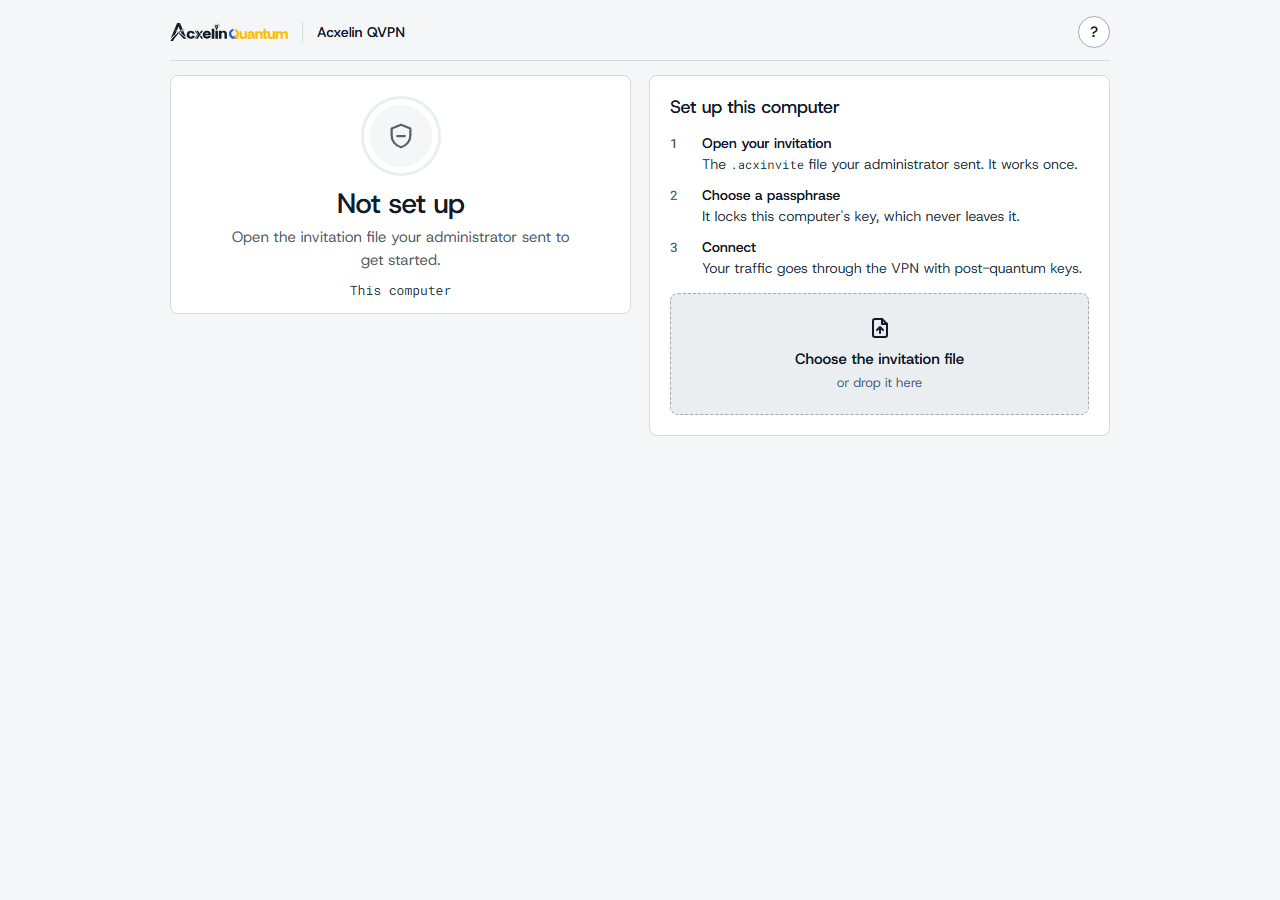 Acxelin Quantum
Acxelin QVPN
?
Not set up
Open the invitation file your administrator sent to
get started.
This computer
Set up this computer
1
Open your invitation
The .acxinvite file your administrator sent. It works once.
2
Choose a passphrase
It locks this computer's key, which never leaves it.
3
Connect
Your traffic goes through the VPN with post-quantum keys.
Choose the invitation file
or drop it here